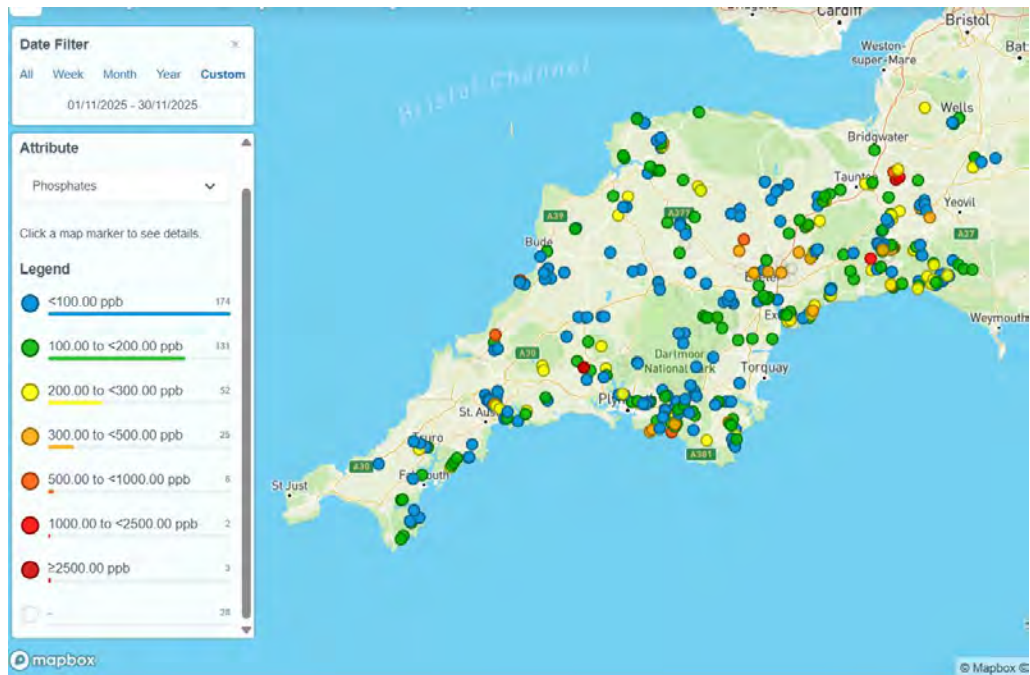 Date Filter ×
All Week Month Year Custom
01/11/2025 - 30/11/2025
Attribute
Phosphates
Click a map marker to see details.
Legend
<100.00 ppb 174
100.00 to <200.00 ppb 131
200.00 to <300.00 ppb 52
300.00 to <500.00 ppb 25
500.00 to <1000.00 ppb 6
1000.00 to <2500.00 ppb 2
≥2500.00 ppb 3
- 28
mapbox
Bristol Channel
Cardiff
Bristol
Weston-
super-Mare
Wells
Bridgwater
Taunton
Yeovil
A39
A377
A37
Bude
Exeter
Weymouth
A30
Dartmoor
National Park
Torquay
Plymouth
St. Aus
Truro
A30
A381
Falmouth
St Just
© Mapbox ©